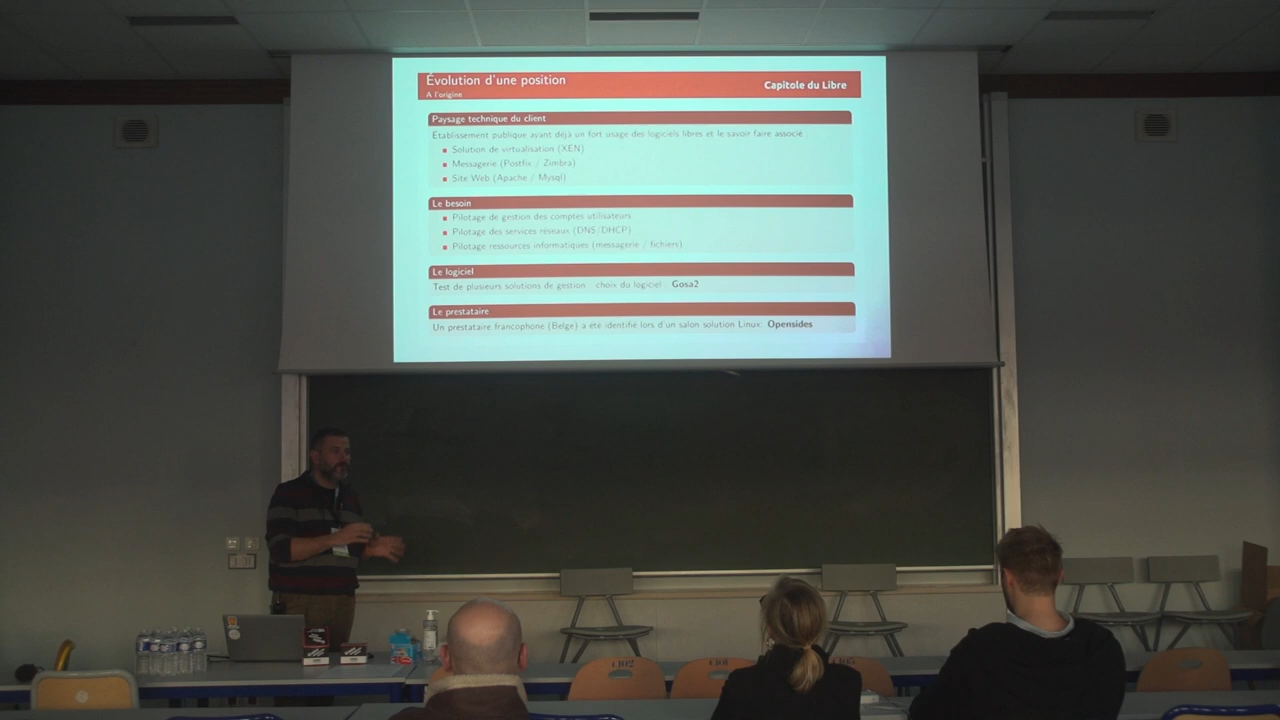 Évolution d'une position
A l'origine
Capitole du Libre
Paysage technique du client
Etablissement publique ayant déjà un fort usage des logiciels libres et le savoir faire associé
Solution de virtualisation (XEN)
Messagerie (Postfix / Zimbra)
Site Web (Apache / Mysql)
Le besoin
Pilotage de gestion des comptes utilisateurs
Pilotage des services réseaux (DNS/DHCP)
Pilotage ressources informatiques (messagerie / fichiers)
Le logiciel
Test de plusieurs solutions de gestion : choix du logiciel : Gosa2
Le prestataire
Un prestataire francophone (Belge) a été identifié lors d'un salon solution Linux: Opensides